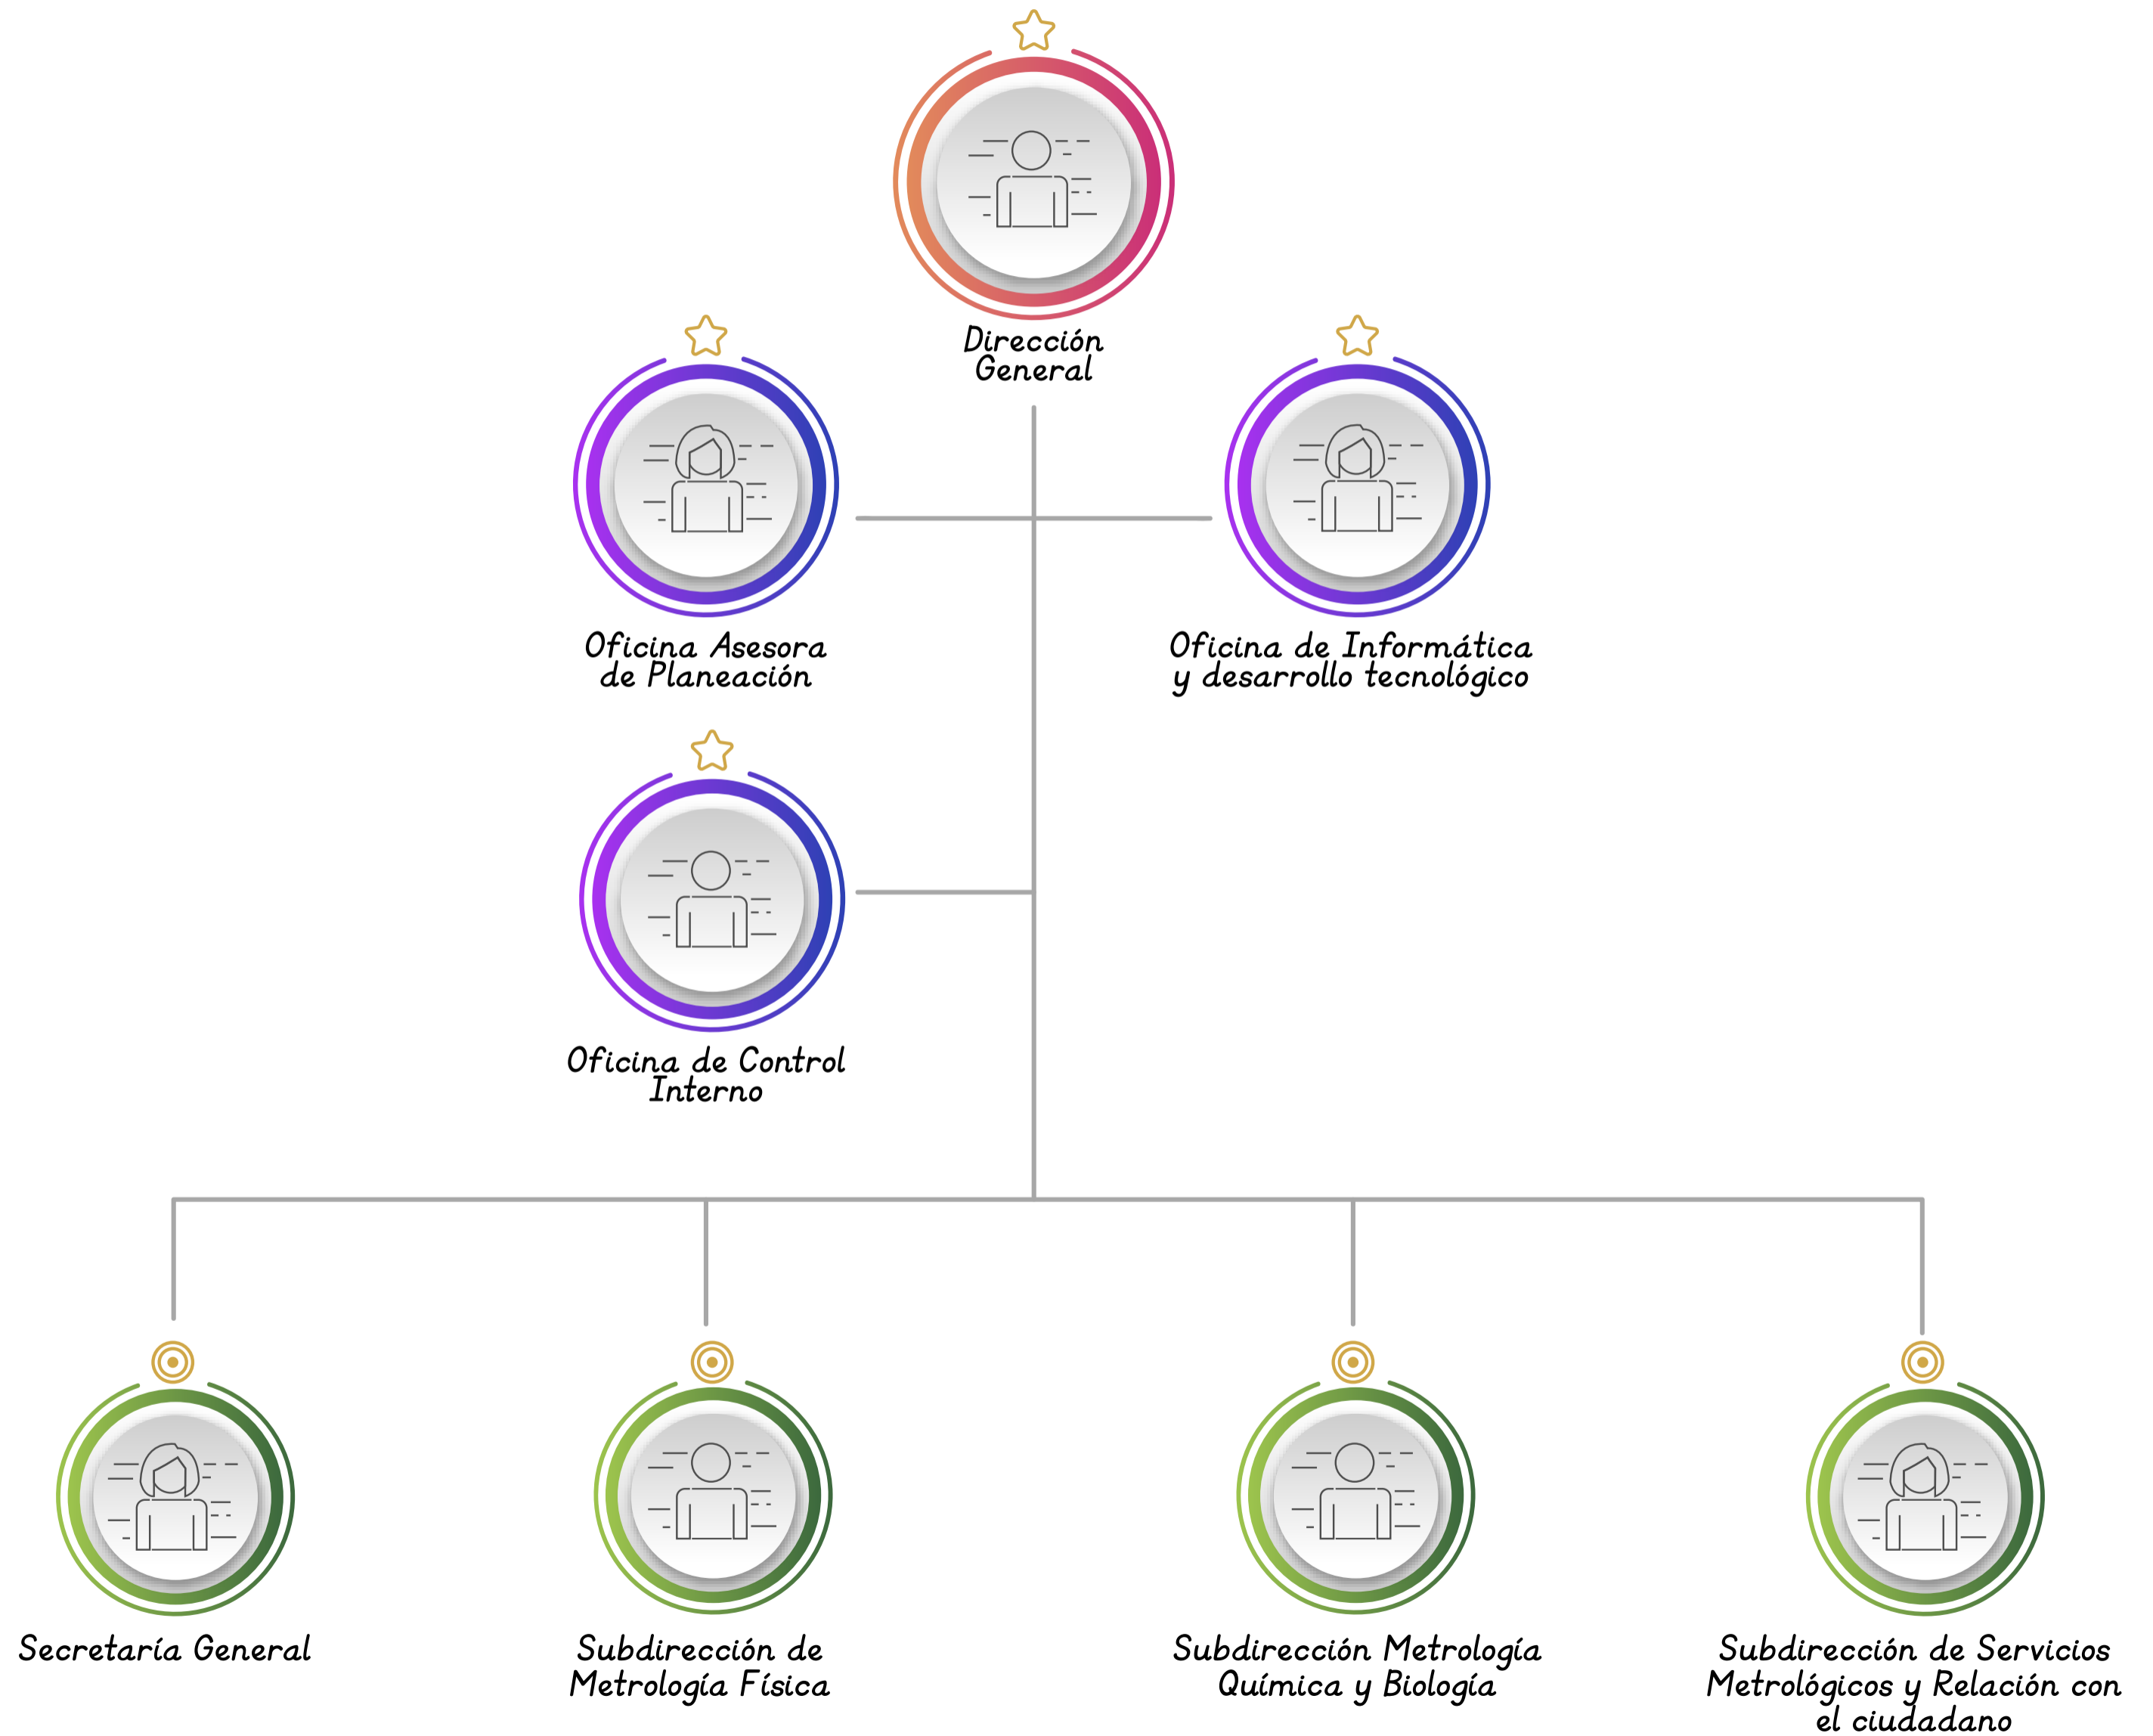 Dirección
General
Oficina Asesora
de Planeación
Oficina de Informática
y desarrollo tecnológico
Oficina de Control
Interno
Secretaría General
Subdirección de
Metrología Física
Subdirección Metrología
Química y Biología
Subdirección de Servicios
Metrológicos y Relación con
el ciudadano